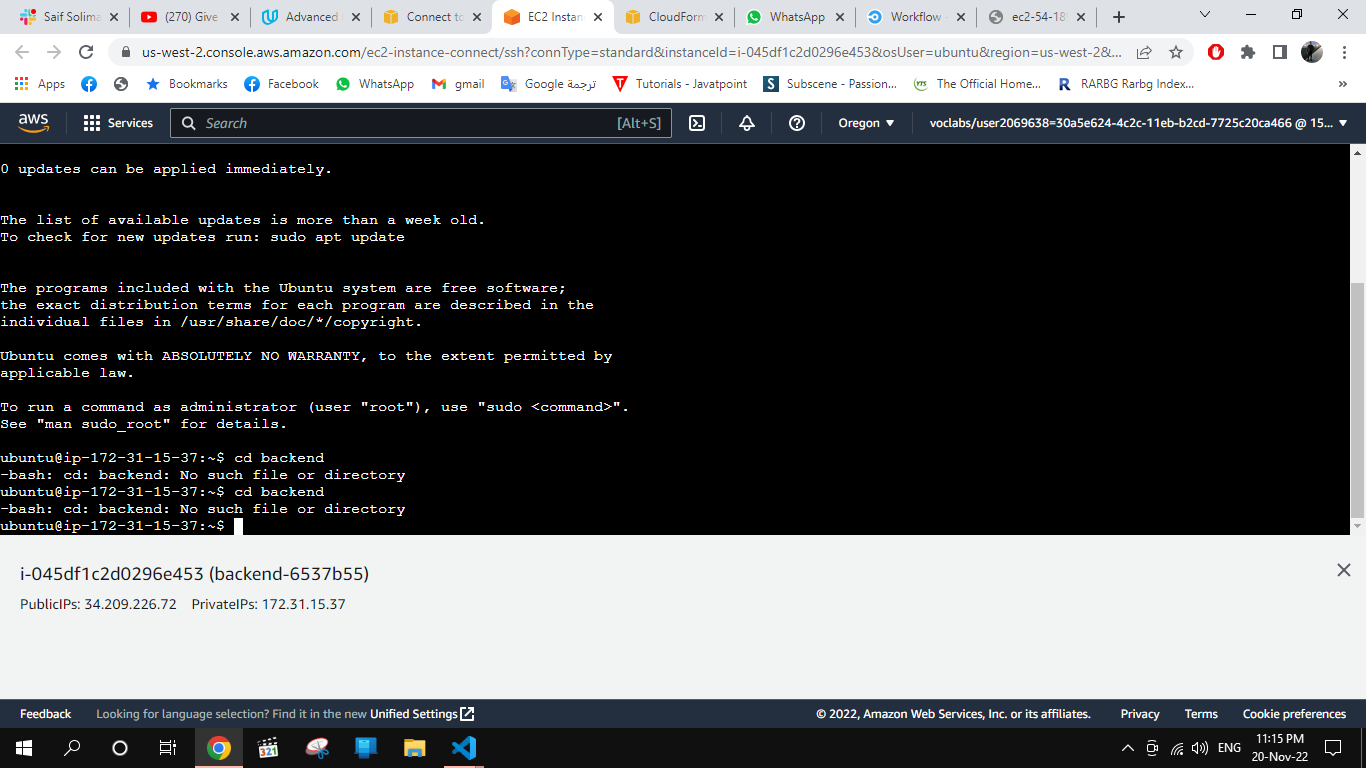 Saif Solima
(270) Give
Advanced
Connect to
EC2 Instan
CloudForm
WhatsApp
Workflow
ec2-54-18
us-west-2.console.aws.amazon.com/ec2-instance-connect/ssh?connType=standard&instanceId=i-045df1c2d0296e453&osUser=ubuntu&region=us-west-2&...
Apps
Bookmarks
Facebook
WhatsApp
gmail
Google ترجمة
Tutorials - Javatpoint
Subscene - Passion...
The Official Home...
RARBG Rarbg Index...
»
aws
Services
Search
[Alt+S]
Oregon
voclabs/user2069638=30a5e624-4c2c-11eb-b2cd-7725c20ca466 @ 15...
0 updates can be applied immediately.
The list of available updates is more than a week old.
To check for new updates run: sudo apt update
The programs included with the Ubuntu system are free software;
the exact distribution terms for each program are described in the
individual files in /usr/share/doc/*/copyright.
Ubuntu comes with ABSOLUTELY NO WARRANTY, to the extent permitted by
applicable law.
To run a command as administrator (user "root"), use "sudo <command>".
See "man sudo_root" for details.
ubuntu@ip-172-31-15-37:~$ cd backend
-bash: cd: backend: No such file or directory
ubuntu@ip-172-31-15-37:~$ cd backend
-bash: cd: backend: No such file or directory
ubuntu@ip-172-31-15-37:~$
i-045df1c2d0296e453 (backend-6537b55)
PublicIPs: 34.209.226.72 PrivateIPs: 172.31.15.37
Feedback
Looking for language selection? Find it in the new Unified Settings
© 2022, Amazon Web Services, Inc. or its affiliates.
Privacy
Terms
Cookie preferences
321
ENG
11:15 PM
20-Nov-22